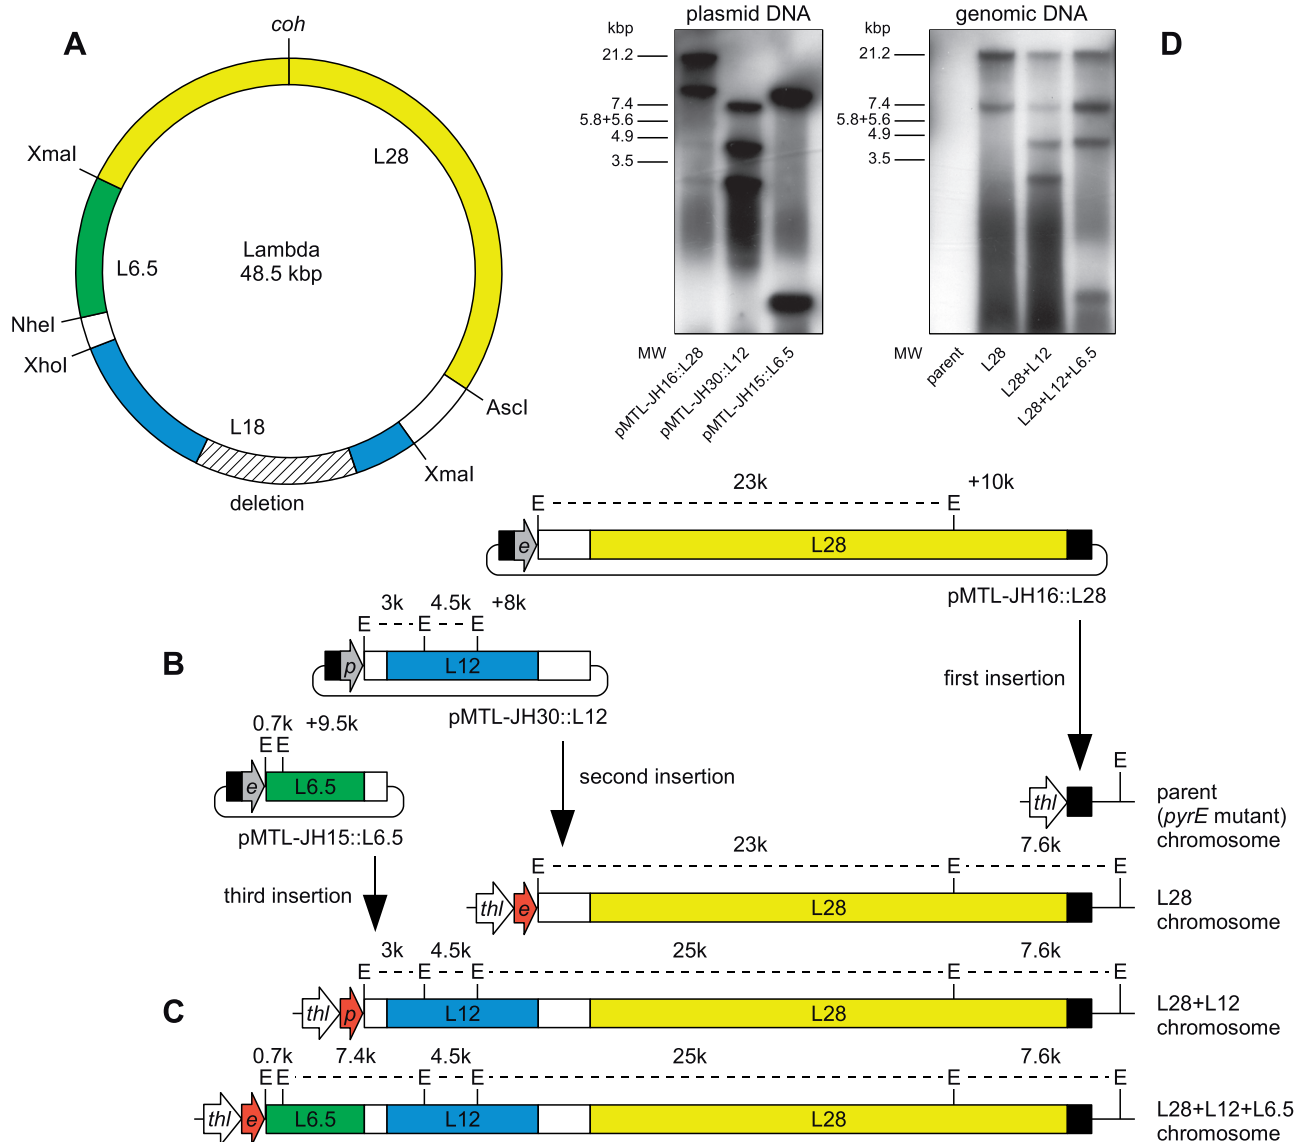 A
coh
XmaI
L28
L6.5
Lambda
48.5 kbp
NheI
XhoI
L18
AscI
XmaI
deletion
plasmid DNA
kbp
21.2
7.4
5.8+5.6
4.9
3.5
MW
pMTL-JH16::L28
pMTL-JH30::L12
pMTL-JH15::L6.5
genomic DNA
D
kbp
21.2
7.4
5.8+5.6
4.9
3.5
MW
parent
L28
L28+L12
L28+L12+L6.5
23k
+10k
E
E
e
L28
pMTL-JH16::L28
B
3k
4.5k
+8k
E
E
E
p
L12
pMTL-JH30::L12
first insertion
0.7k
+9.5k
E
E
e
L6.5
pMTL-JH15::L6.5
second insertion
third insertion
E
thl
parent
(pyrE mutant)
chromosome
23k
7.6k
E
E
E
thl
e
L28
L28
chromosome
C
3k
4.5k
25k
7.6k
E
E
E
E
E
thl
p
L12
L28
L28+L12
chromosome
0.7k
7.4k
4.5k
25k
7.6k
E
E
E
E
E
E
thl
e
L6.5
L12
L28
L28+L12+L6.5
chromosome